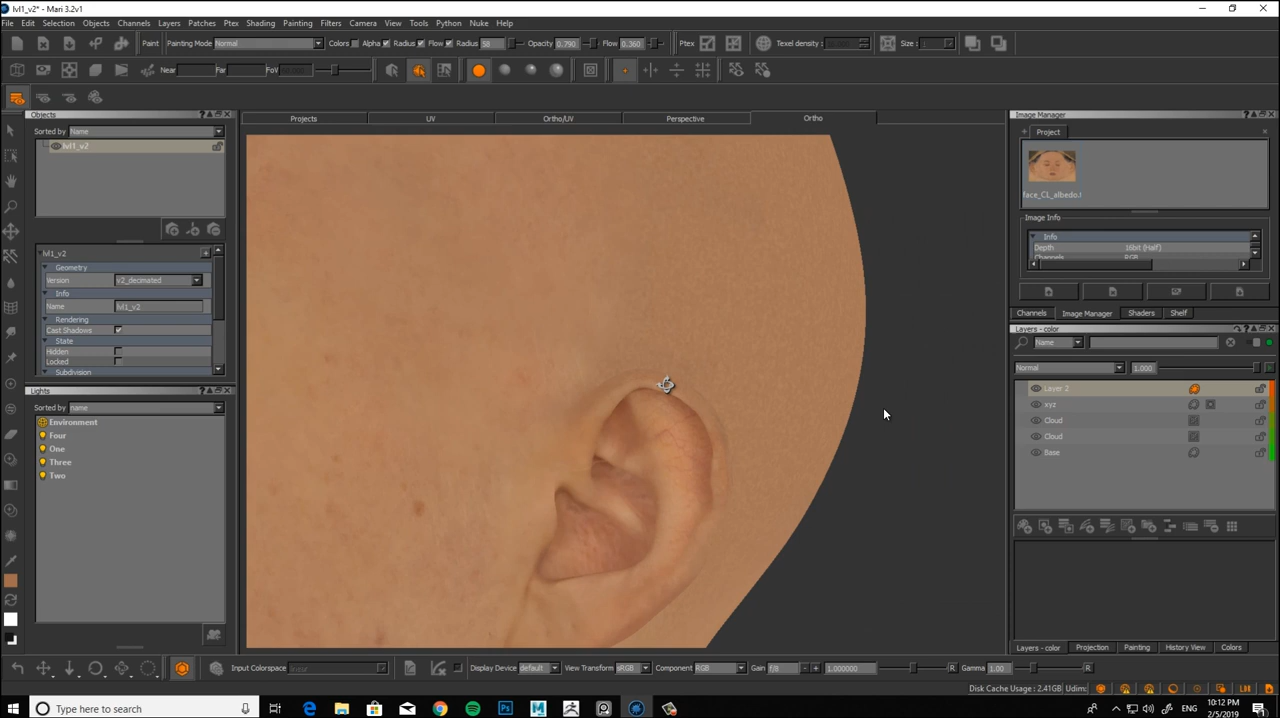 lvl1_v2* - Mari 3.2v1
File Edit Selection Objects Channels Layers Patches Ptex Shading Painting Filters Camera View Tools Python Nuke Help
Paint Painting Mode Normal Colors Alpha Radius Flow Radius 58 Opacity 0.790 Flow 0.360 Ptex Texel density: Size:
Near Far FoV
Objects
Sorted by Name
lvl1_v2
lvl1_v2
Geometry
Version v2_decimated
Info
Name lvl1_v2
Rendering
Cast Shadows
State
Hidden
Locked
Subdivision
Lights
Sorted by name
Environment
Four
One
Three
Two
Projects UV Ortho/UV Perspective Ortho
Image Manager
Project
face_CL_albedo.t
Image Info
Info
Depth 16bit (Half)
Channels RGB
Channels Image Manager Shaders Shelf
Layers - color
Name
Normal 1.000
Layer 2
xyz
Cloud
Cloud
Base
Layers - color Projection Painting History View Colors
Input Colorspace linear Display Device default View Transform sRGB Component RGB Gain f/8 1.000000 R Gamma 1.00 R
Disk Cache Usage : 2.41GB Udim:
Type here to search
10:12 PM
2/5/2019